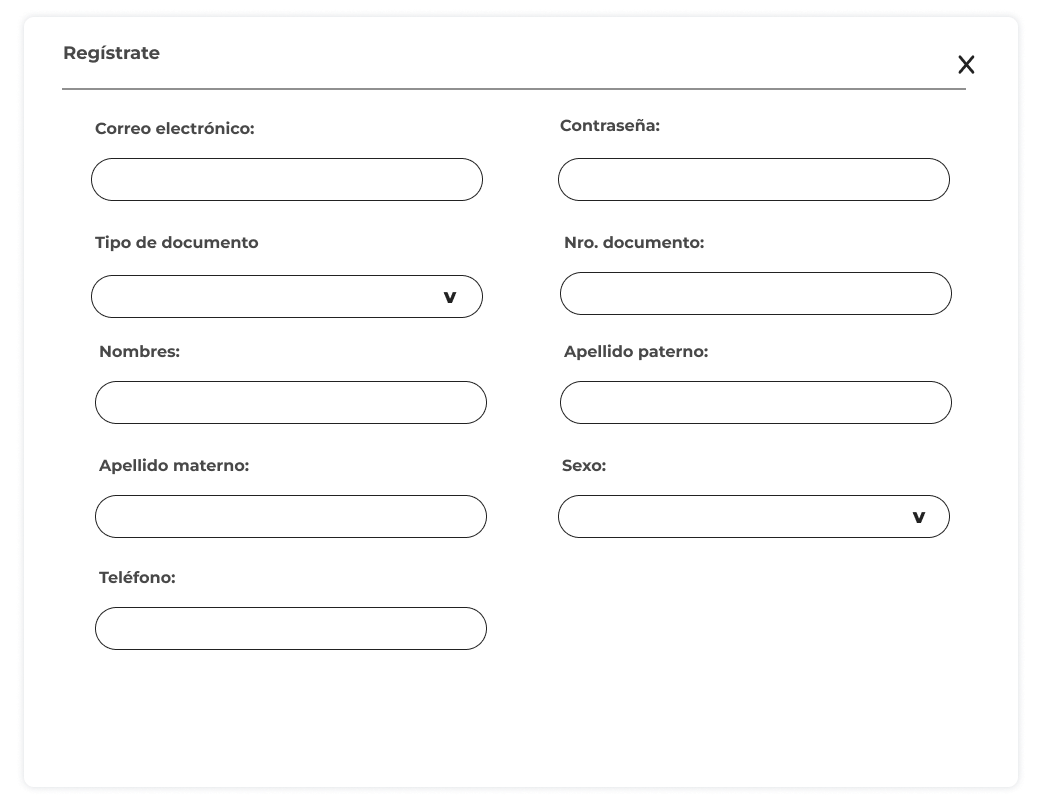 Regístrate
X
Correo electrónico:
Contraseña:
Tipo de documento
Nro. documento:
v
Nombres:
Apellido paterno:
Apellido materno:
Sexo:
v
Teléfono: